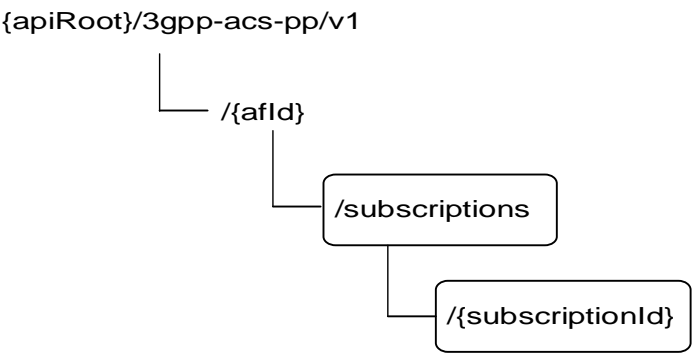 {apiRoot}/3gpp-acs-pp/v1
/{afId}
/subscriptions
/{subscriptionId}